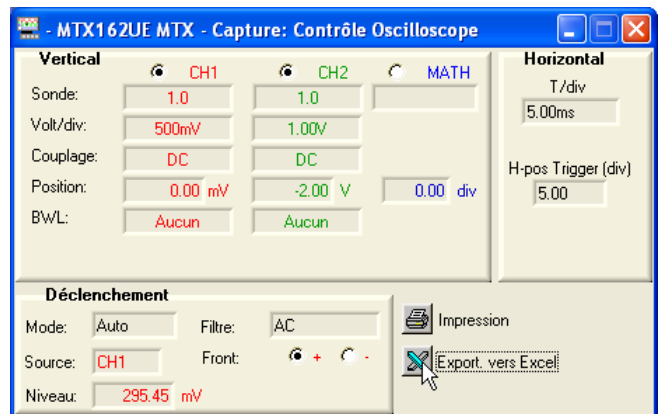 - MTX162UE MTX - Capture: Contrôle Oscilloscope
Vertical
CH1 CH2 MATH
Sonde: 1.0 1.0
Volt/div: 500mV 1.00V
Couplage: DC DC
Position: 0.00 mV -2.00 V 0.00 div
BWL: Aucun Aucun
Horizontal
T/div
5.00ms
H-pos Trigger (div)
5.00
Déclenchement
Mode: Auto Filtre: AC
Source: CH1 Front: + -
Niveau: 295.45 mV
Impression
Export. vers Excel